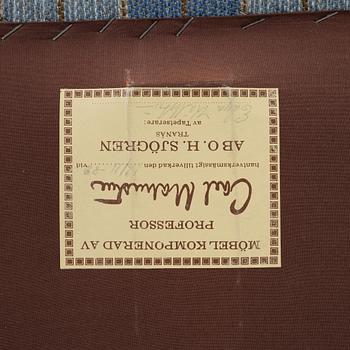 MÖBEL KOMPONERAD AV
PROFESSOR
Carl Malmsten
hantverksmässigt tillverkad den vid
AB O. H. SJÖGREN
TRANÅS
av Tapetserare: